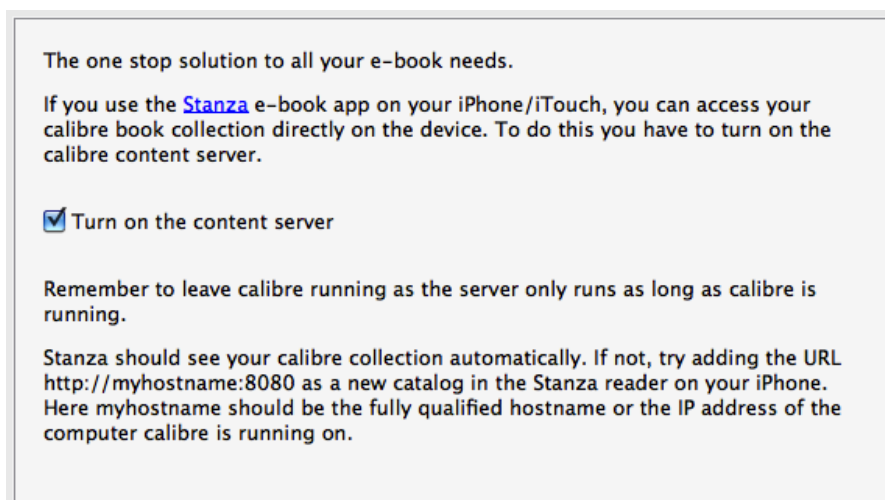 The one stop solution to all your e-book needs.
If you use the Stanza e-book app on your iPhone/iTouch, you can access your
calibre book collection directly on the device. To do this you have to turn on the
calibre content server.
Turn on the content server
Remember to leave calibre running as the server only runs as long as calibre is
running.
Stanza should see your calibre collection automatically. If not, try adding the URL
http://myhostname:8080 as a new catalog in the Stanza reader on your iPhone.
Here myhostname should be the fully qualified hostname or the IP address of the
computer calibre is running on.